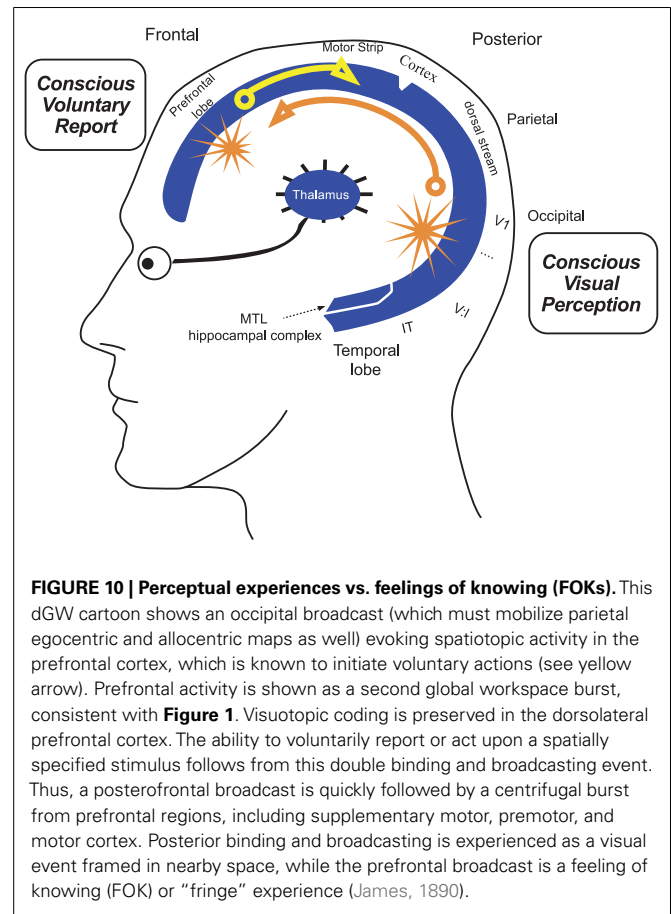 Frontal
Posterior
Motor Strip
Cortex
Conscious
Voluntary
Report
Prefrontal
lobe
dorsal stream
Parietal
Thalamus
V1
Occipital
....
Conscious
Visual
Perception
V:I
MTL
hippocampal complex
IT
Temporal
lobe
FIGURE 10 | Perceptual experiences vs. feelings of knowing (FOKs). This
dGW cartoon shows an occipital broadcast (which must mobilize parietal
egocentric and allocentric maps as well) evoking spatiotopic activity in the
prefrontal cortex, which is known to initiate voluntary actions (see yellow
arrow). Prefrontal activity is shown as a second global workspace burst,
consistent with Figure 1. Visuotopic coding is preserved in the dorsolateral
prefrontal cortex. The ability to voluntarily report or act upon a spatially
specified stimulus follows from this double binding and broadcasting event.
Thus, a posterofrontal broadcast is quickly followed by a centrifugal burst
from prefrontal regions, including supplementary motor, premotor, and
motor cortex. Posterior binding and broadcasting is experienced as a visual
event framed in nearby space, while the prefrontal broadcast is a feeling of
knowing (FOK) or “fringe” experience (James, 1890).